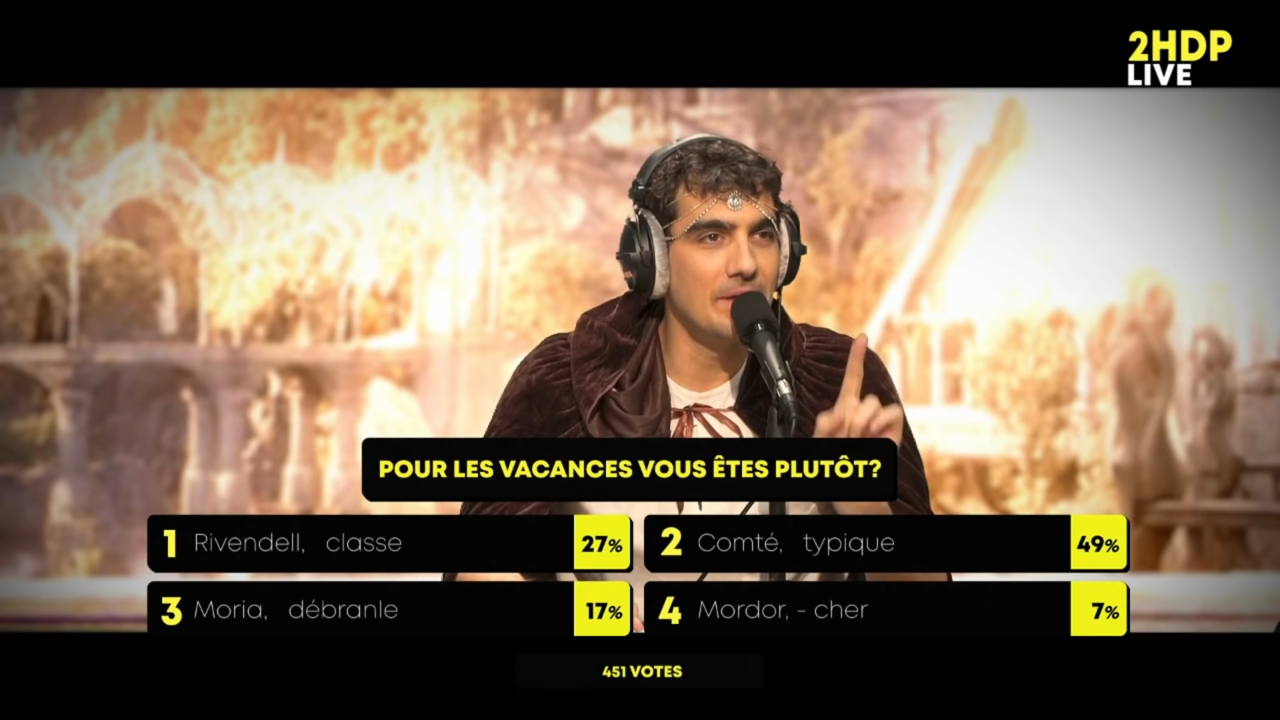 2HDP
LIVE
POUR LES VACANCES VOUS ÊTES PLUTÔT?
1 Rivendell, classe 27%
2 Comté, typique 49%
3 Moria, débranle 17%
4 Mordor, - cher 7%
451 VOTES